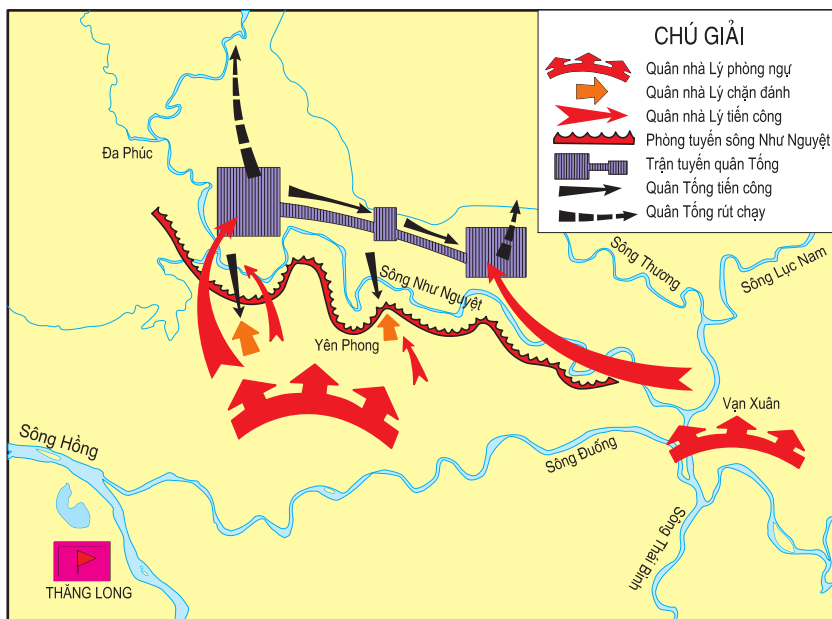 CHÚ GIẢI
Quân nhà Lý phòng ngự
Quân nhà Lý chặn đánh
Quân nhà Lý tiến công
Phòng tuyến sông Như Nguyệt
Trận tuyến quân Tống
Quân Tống tiến công
Quân Tống rút chạy
Đa Phúc
Sông Thương
Sông Lục Nam
Sông Như Nguyệt
Yên Phong
Vạn Xuân
Sông Hồng
Sông Đuống
Sông Thái Bình
THĂNG LONG